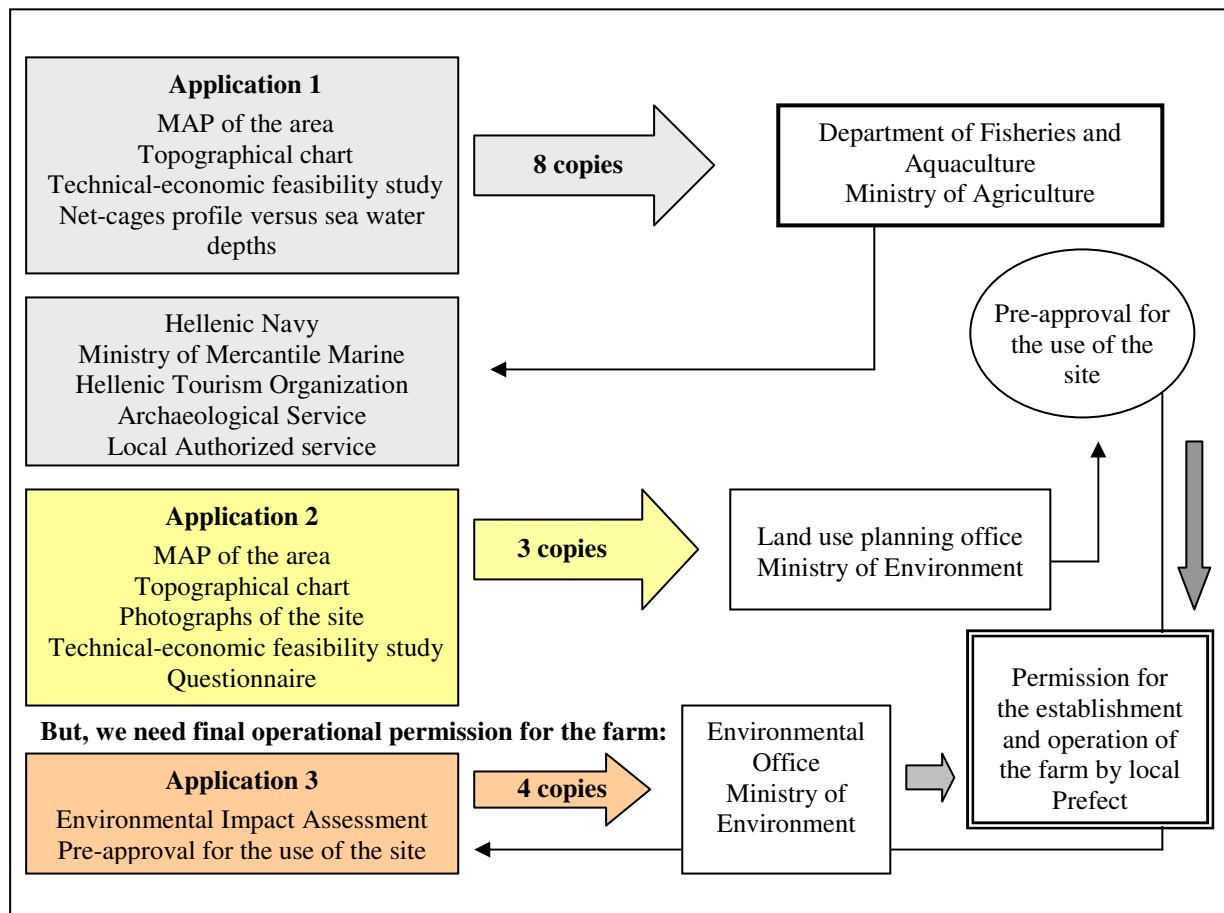 Application 1
MAP of the area
Topographical chart
Technical-economic feasibility study
Net-cages profile versus sea water
depths
8 copies
Department of Fisheries and
Aquaculture
Ministry of Agriculture
Hellenic Navy
Ministry of Mercantile Marine
Hellenic Tourism Organization
Archaeological Service
Local Authorized service
Pre-approval for
the use of the
site
Application 2
MAP of the area
Topographical chart
Photographs of the site
Technical-economic feasibility study
Questionnaire
3 copies
Land use planning office
Ministry of Environment
But, we need final operational permission for the farm:
Application 3
Environmental Impact Assessment
Pre-approval for the use of the site
4 copies
Environmental
Office
Ministry of
Environment
Permission for
the establishment
and operation of
the farm by local
Prefect